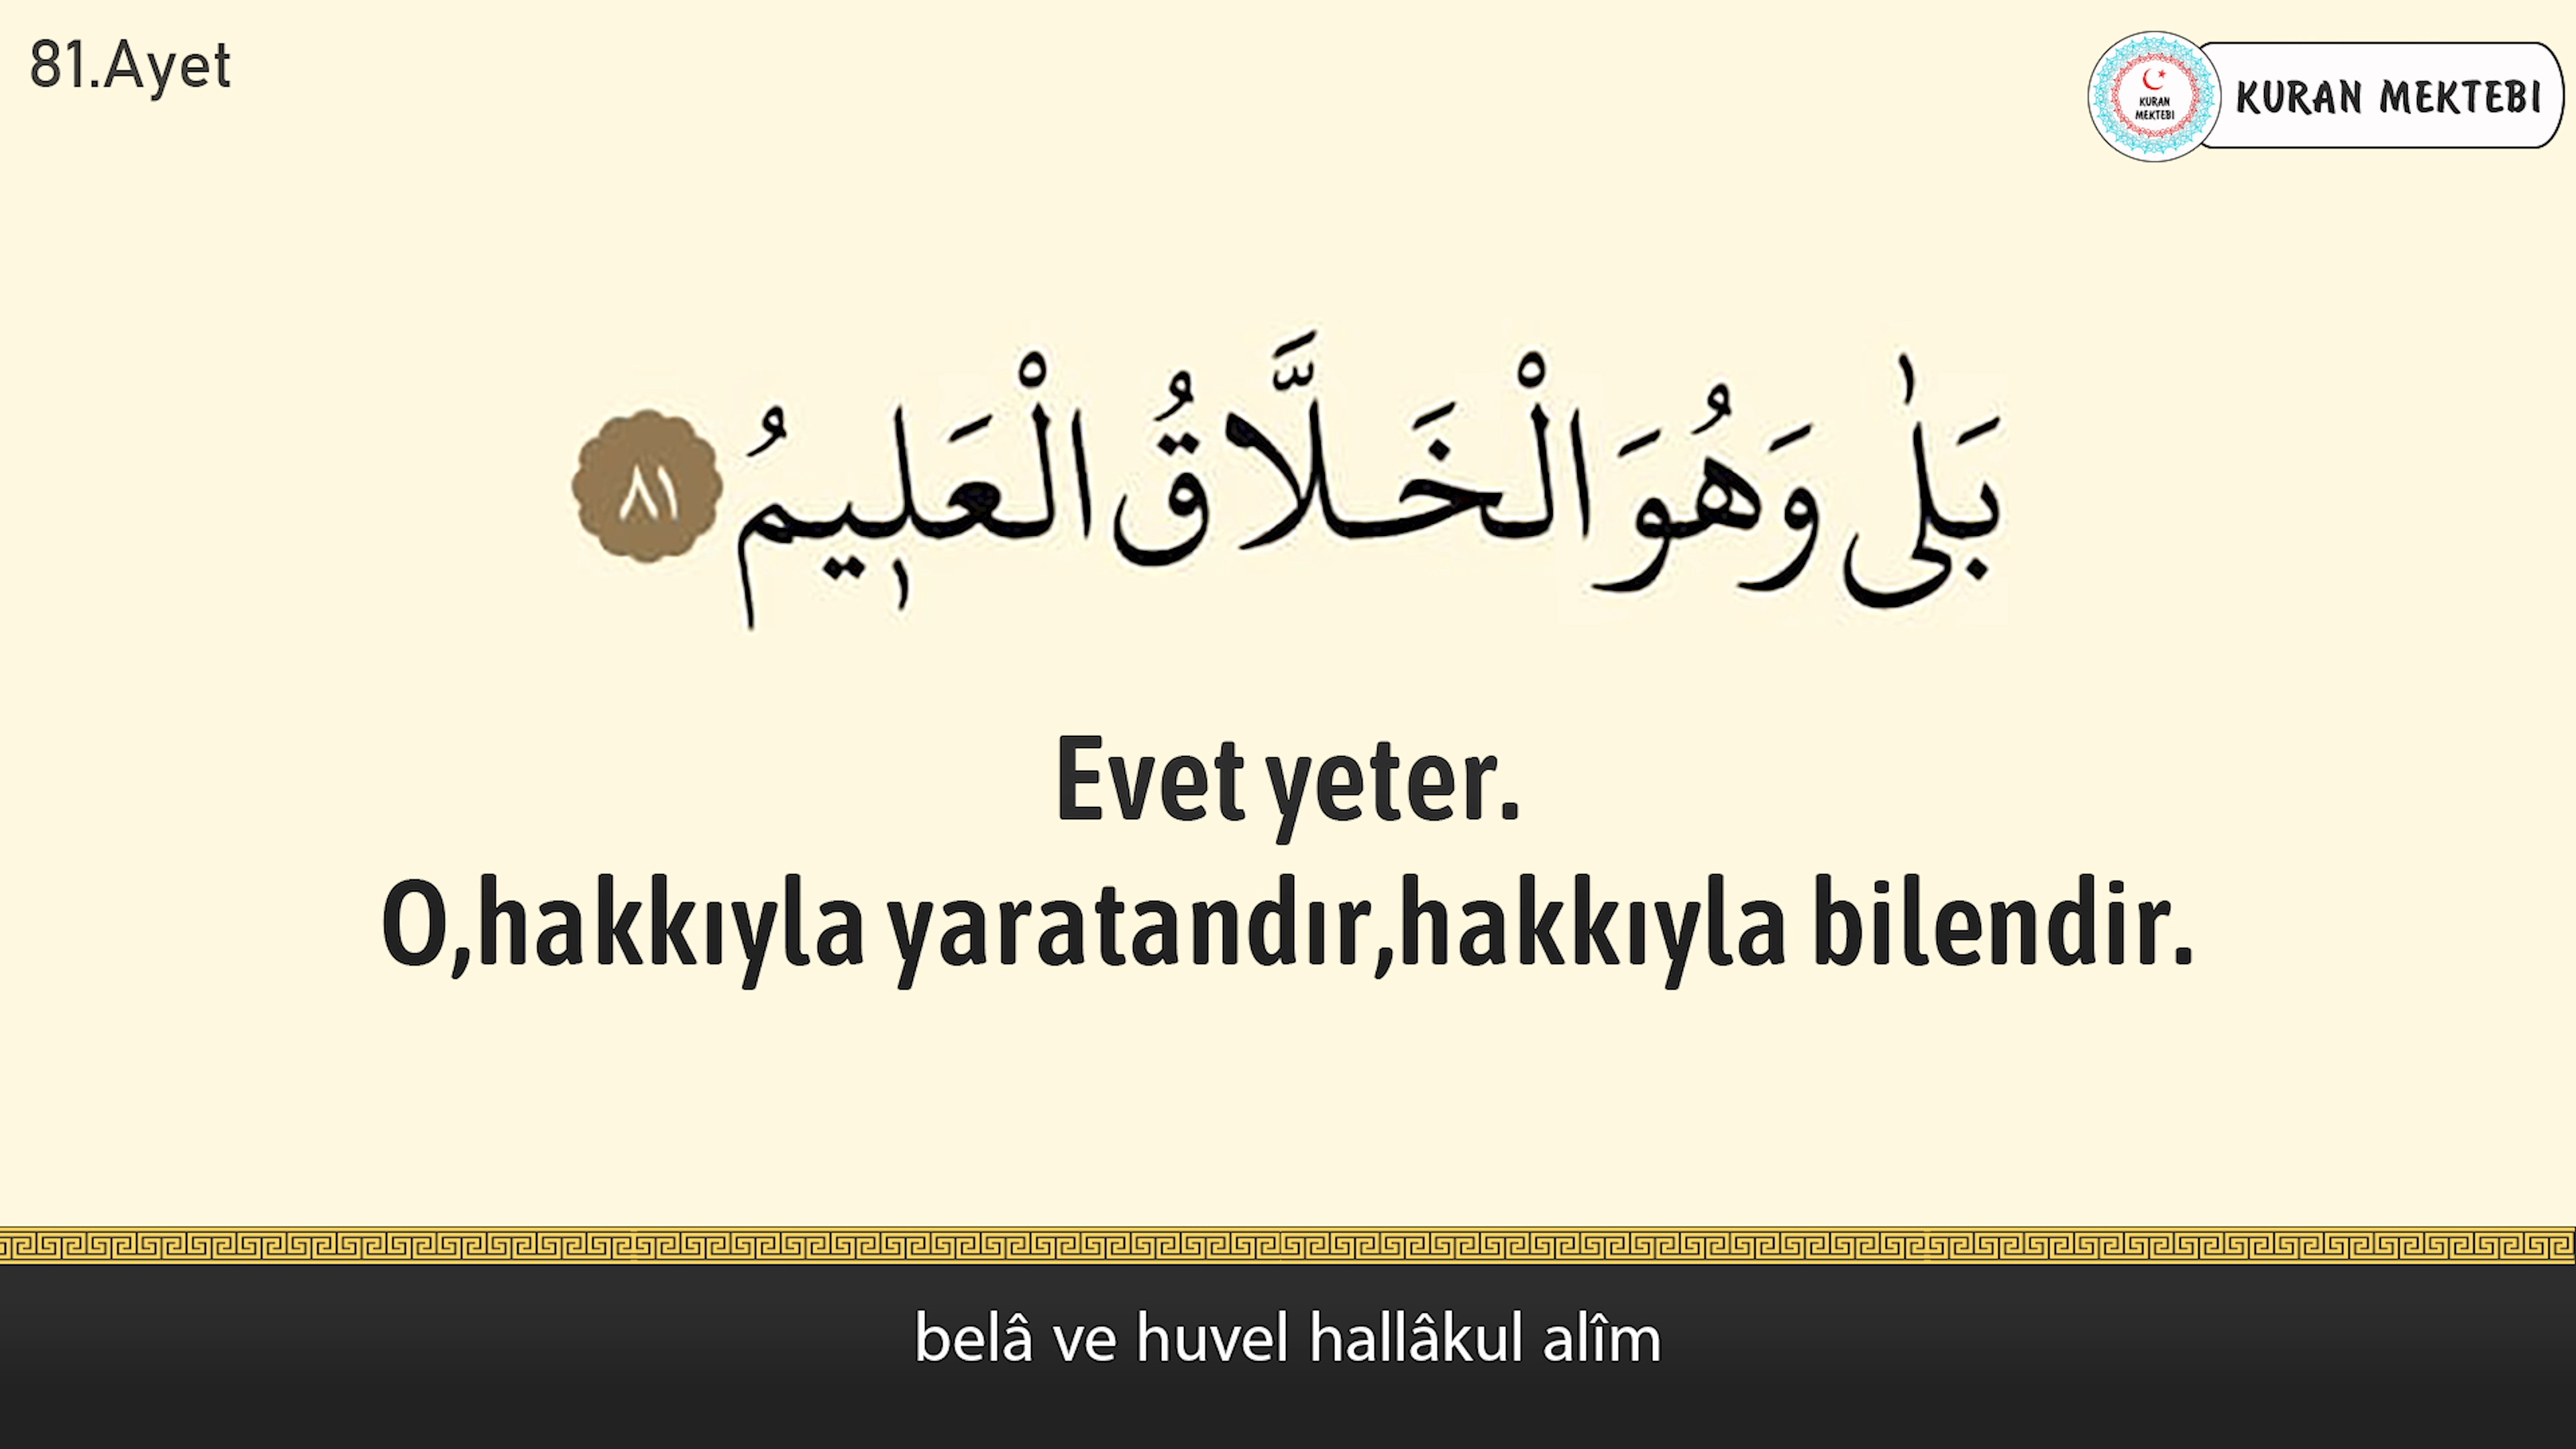 81.Ayet
KURAN
MEKTEBI
KURAN MEKTEBI
بَلٰى وَهُوَ الْخَـلَّاقُ الْعَل۪يمُ ٨١
Evet yeter.
O,hakkıyla yaratandır,hakkıyla bilendir.
belâ ve huvel hallâkul alîm